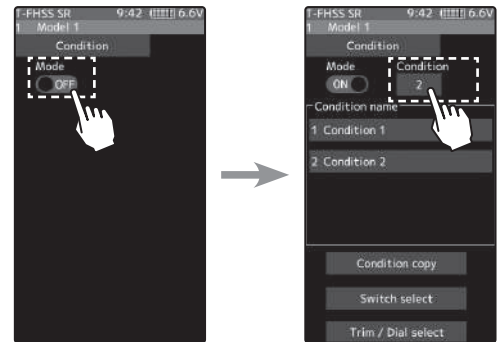 T-FHSS SR 9:42 6.6V
1 Model 1
Condition
Mode
OFF
T-FHSS SR 9:42 6.6V
1 Model 1
Condition
Mode Condition
ON 2
Condition name
1 Condition 1
2 Condition 2
Condition copy
Switch select
Trim / Dial select